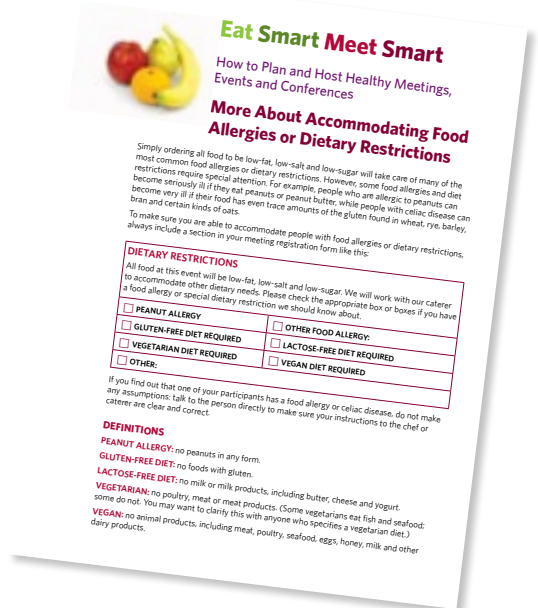 Eat Smart Meet Smart
How to Plan and Host Healthy Meetings,
Events and Conferences
More About Accommodating Food
Allergies or Dietary Restrictions
Simply ordering all food to be low-fat, low-salt and low-sugar will take care of many of the
most common food allergies or dietary restrictions. However, some food allergies and diet
restrictions require special attention. For example, people who are allergic to peanuts can
become seriously ill if they eat peanuts or peanut butter, while people with celiac disease can
become very ill if their food has even trace amounts of the gluten found in wheat, rye, barley,
bran and certain kinds of oats.
To make sure you are able to accommodate people with food allergies or dietary restrictions,
always include a section in your meeting registration form like this:
DIETARY RESTRICTIONS
All food at this event will be low-fat, low-salt and low-sugar. We will work with our caterer
to accommodate other dietary needs. Please check the appropriate box or boxes if you have
a food allergy or special dietary restriction we should know about.
PEANUT ALLERGY
OTHER FOOD ALLERGY:
GLUTEN-FREE DIET REQUIRED
LACTOSE-FREE DIET REQUIRED
VEGETARIAN DIET REQUIRED
VEGAN DIET REQUIRED
OTHER:
If you find out that one of your participants has a food allergy or celiac disease, do not make
any assumptions: talk to the person directly to make sure your instructions to the chef or
caterer are clear and correct.
DEFINITIONS
PEANUT ALLERGY: no peanuts in any form.
GLUTEN-FREE DIET: no foods with gluten.
LACTOSE-FREE DIET: no milk or milk products, including butter, cheese and yogurt.
VEGETARIAN: no poultry, meat or meat products. (Some vegetarians eat fish and seafood;
some do not. You may want to clarify this with anyone who specifies a vegetarian diet.)
VEGAN: no animal products, including meat, poultry, seafood, eggs, honey, milk and other
dairy products.